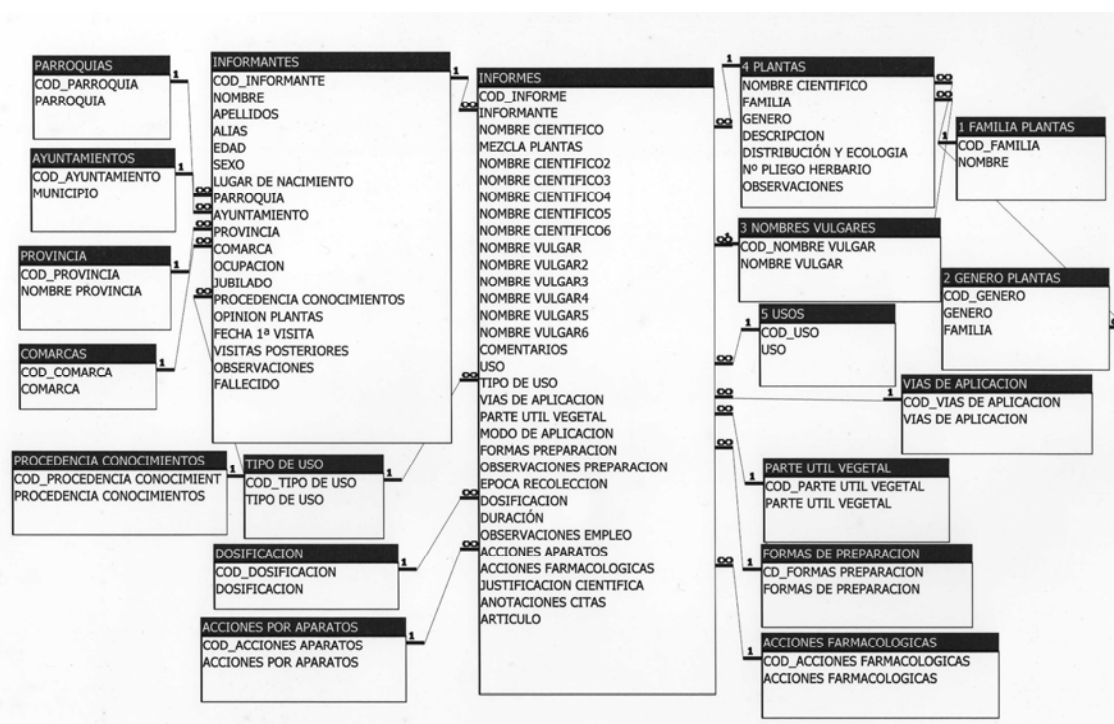 PARROQUIAS
COD_PARROQUIA
PARROQUIA
AYUNTAMIENTOS
COD_AYUNTAMIENTO
MUNICIPIO
PROVINCIA
COD_PROVINCIA
NOMBRE PROVINCIA
COMARCAS
COD_COMARCA
COMARCA
PROCEDENCIA CONOCIMIENTOS
COD_PROCEDENCIA CONOCIMIENT
PROCEDENCIA CONOCIMIENTOS
INFORMANTES
COD_INFORMANTE
NOMBRE
APELLIDOS
ALIAS
EDAD
SEXO
LUGAR DE NACIMIENTO
PARROQUIA
AYUNTAMIENTO
PROVINCIA
COMARCA
OCUPACION
JUBILADO
PROCEDENCIA CONOCIMIENTOS
OPINION PLANTAS
FECHA 1ª VISITA
VISITAS POSTERIORES
OBSERVACIONES
FALLECIDO
TIPO DE USO
COD_TIPO DE USO
TIPO DE USO
DOSIFICACION
COD_DOSIFICACION
DOSIFICACION
ACCIONES POR APARATOS
COD_ACCIONES APARATOS
ACCIONES POR APARATOS
INFORMES
COD_INFORME
INFORMANTE
NOMBRE CIENTIFICO
MEZCLA PLANTAS
NOMBRE CIENTIFICO2
NOMBRE CIENTIFICO3
NOMBRE CIENTIFICO4
NOMBRE CIENTIFICO5
NOMBRE CIENTIFICO6
NOMBRE VULGAR
NOMBRE VULGAR2
NOMBRE VULGAR3
NOMBRE VULGAR4
NOMBRE VULGAR5
NOMBRE VULGAR6
COMENTARIOS
USO
TIPO DE USO
VIAS DE APLICACION
PARTE UTIL VEGETAL
MODO DE APLICACION
FORMAS PREPARACION
OBSERVACIONES PREPARACION
EPOCA RECOLECCION
DOSIFICACION
DURACIÓN
OBSERVACIONES EMPLEO
ACCIONES APARATOS
ACCIONES FARMACOLOGICAS
JUSTIFICACION CIENTIFICA
ANOTACIONES CITAS
ARTICULO
4 PLANTAS
NOMBRE CIENTIFICO
FAMILIA
GENERO
DESCRIPCION
DISTRIBUCIÓN Y ECOLOGIA
Nº PLIEGO HERBARIO
OBSERVACIONES
1 FAMILIA PLANTAS
COD_FAMILIA
NOMBRE
3 NOMBRES VULGARES
COD_NOMBRE VULGAR
NOMBRE VULGAR
2 GENERO PLANTAS
COD_GENERO
GENERO
FAMILIA
5 USOS
COD_USO
USO
VIAS DE APLICACION
COD_VIAS DE APLICACION
VIAS DE APLICACION
PARTE UTIL VEGETAL
COD_PARTE UTIL VEGETAL
PARTE UTIL VEGETAL
FORMAS DE PREPARACION
CD_FORMAS PREPARACION
FORMAS DE PREPARACION
ACCIONES FARMACOLOGICAS
COD_ACCIONES FARMACOLOGICAS
ACCIONES FARMACOLOGICAS